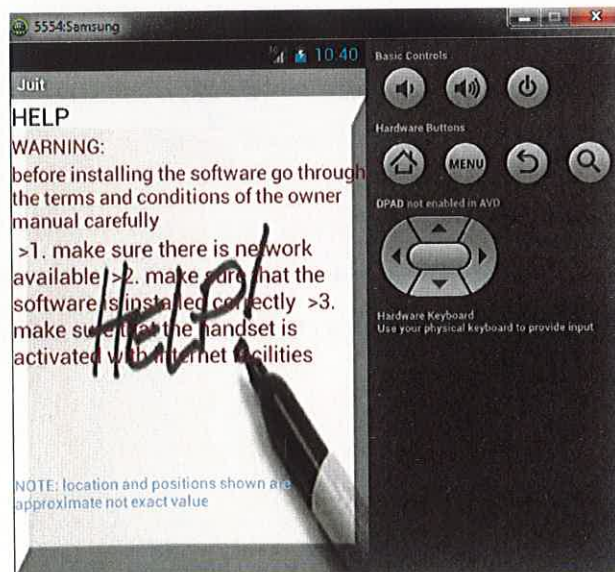 5554:Samsung
3G 10:40
Juit
HELP
WARNING:
before installing the software go through
the terms and conditions of the owner
manual carefully
>1. make sure there is network
available >2. make sure that the
software is installed correctly >3.
make sure that the handset is
activated with internet facilities
HELP!
NOTE: location and positions shown are
approximate not exact value
Basic Controls
Hardware Buttons
MENU
DPAD not enabled in AVD
Hardware Keyboard
Use your physical keyboard to provide input